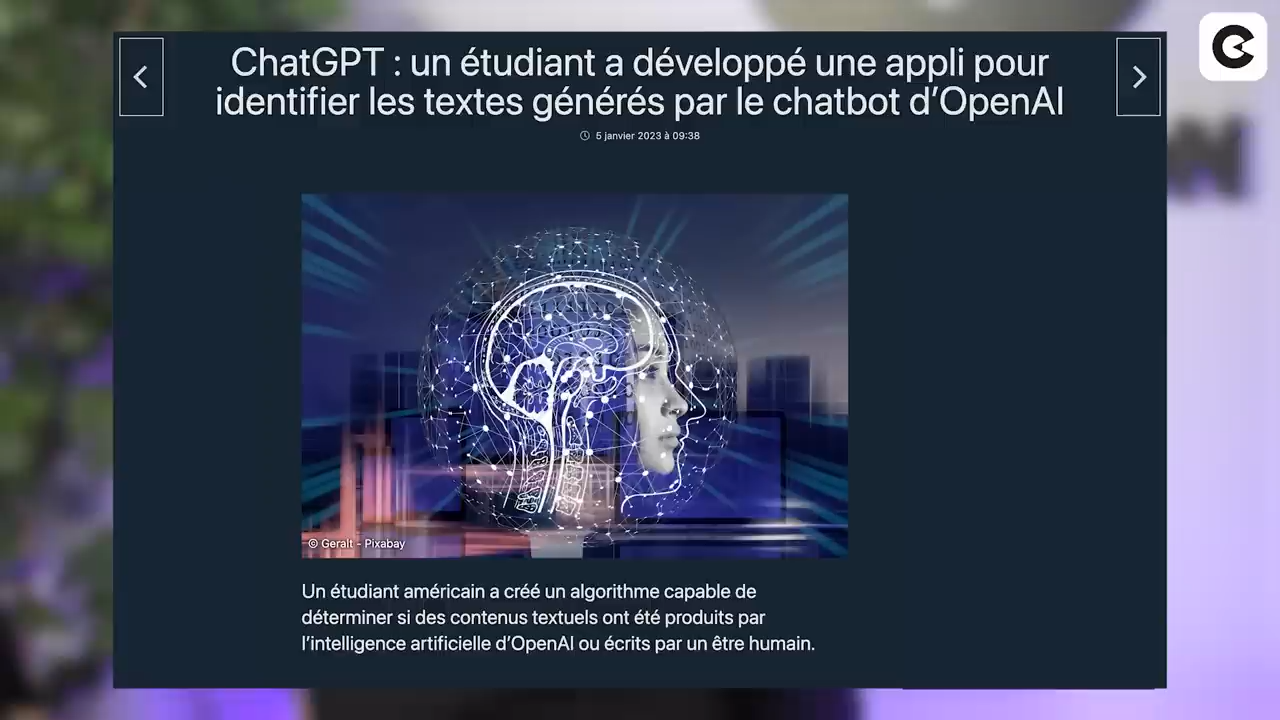 ChatGPT : un étudiant a développé une appli pour
identifier les textes générés par le chatbot d’OpenAI
5 janvier 2023 à 09:38
© Geralt - Pixabay
Un étudiant américain a créé un algorithme capable de
déterminer si des contenus textuels ont été produits par
l’intelligence artificielle d’OpenAI ou écrits par un être humain.